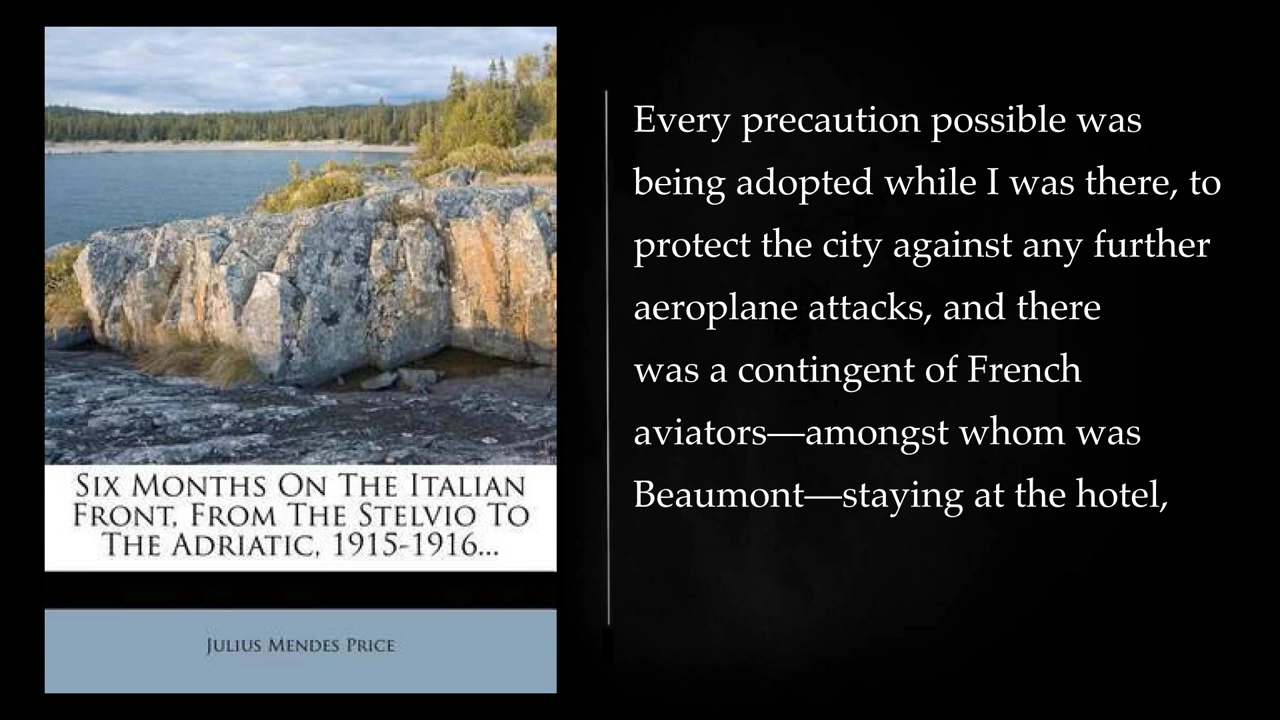 Six Months On The Italian
Front, From The Stelvio To
The Adriatic, 1915-1916...
Julius Mendes Price
Every precaution possible was
being adopted while I was there, to
protect the city against any further
aeroplane attacks, and there
was a contingent of French
aviators—amongst whom was
Beaumont—staying at the hotel,